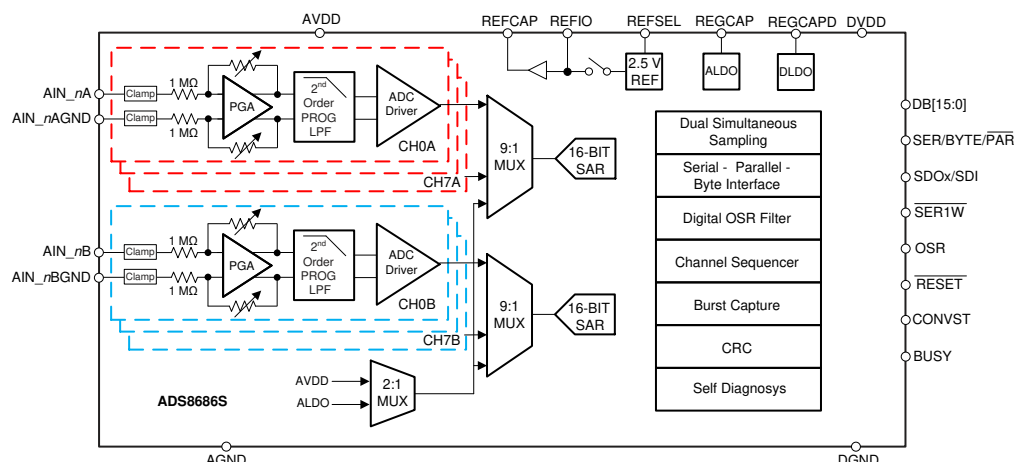 AVDD
REFCAP
REFIO
REFSEL
REGCAP
REGCAPD
DVDD
AIN_nA
Clamp
1 MΩ
PGA
2nd
Order
PROG
LPF
ADC
Driver
CH0A
AIN_nAGND
Clamp
1 MΩ
CH7A
9:1
MUX
16-BIT
SAR
2.5 V
REF
ALDO
DLDO
AIN_nB
Clamp
1 MΩ
PGA
2nd
Order
PROG
LPF
ADC
Driver
CH0B
AIN_nBGND
Clamp
1 MΩ
CH7B
9:1
MUX
16-BIT
SAR
AVDD
ALDO
2:1
MUX
ADS8686S
Dual Simultaneous
Sampling
Serial - Parallel -
Byte Interface
Digital OSR Filter
Channel Sequencer
Burst Capture
CRC
Self Diagnosys
DB[15:0]
SER/BYTE/PAR
SDOx/SDI
SER1W
OSR
RESET
CONVST
BUSY
AGND
DGND